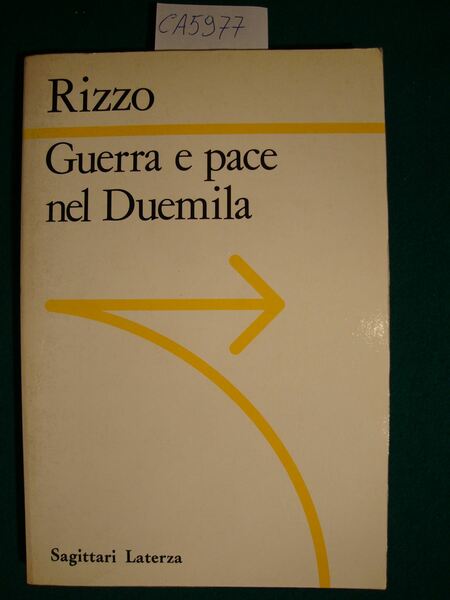 CA5977
Rizzo
Guerra e pace
nel Duemila
Sagittari Laterza